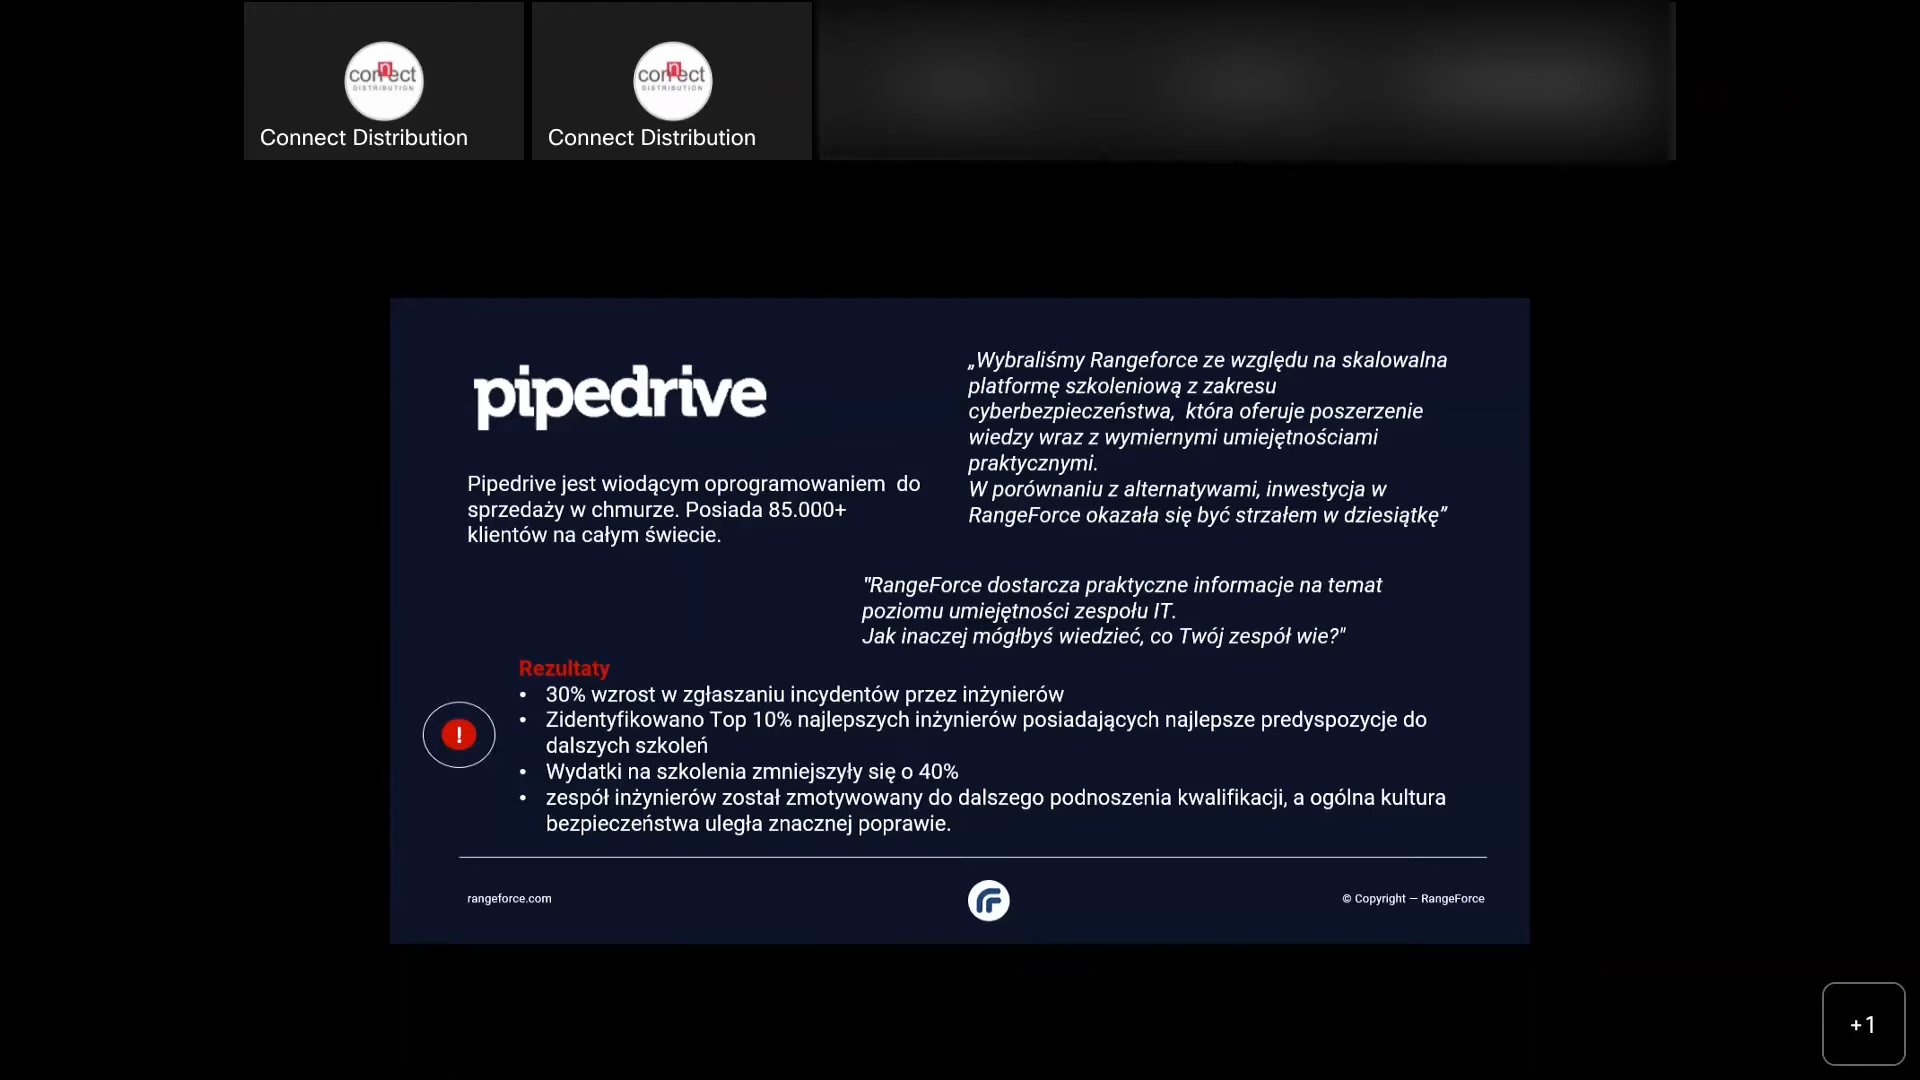 connect
DISTRIBUTION
Connect Distribution
connect
DISTRIBUTION
Connect Distribution
pipedrive
Pipedrive jest wiodącym oprogramowaniem  do
sprzedaży w chmurze. Posiada 85.000+
klientów na całym świecie.
„Wybraliśmy Rangeforce ze względu na skalowalna
platformę szkoleniową z zakresu
cyberbezpieczeństwa,  która oferuje poszerzenie
wiedzy wraz z wymiernymi umiejętnościami
praktycznymi.
W porównaniu z alternatywami, inwestycja w
RangeForce okazała się być strzałem w dziesiątkę”
"RangeForce dostarcza praktyczne informacje na temat
poziomu umiejętności zespołu IT.
Jak inaczej mógłbyś wiedzieć, co Twój zespół wie?"
Rezultaty
• 30% wzrost w zgłaszaniu incydentów przez inżynierów
• Zidentyfikowano Top 10% najlepszych inżynierów posiadających najlepsze predyspozycje do
dalszych szkoleń
• Wydatki na szkolenia zmniejszyły się o 40%
• zespół inżynierów został zmotywowany do dalszego podnoszenia kwalifikacji, a ogólna kultura
bezpieczeństwa uległa znacznej poprawie.
!
rangeforce.com
© Copyright — RangeForce
+1